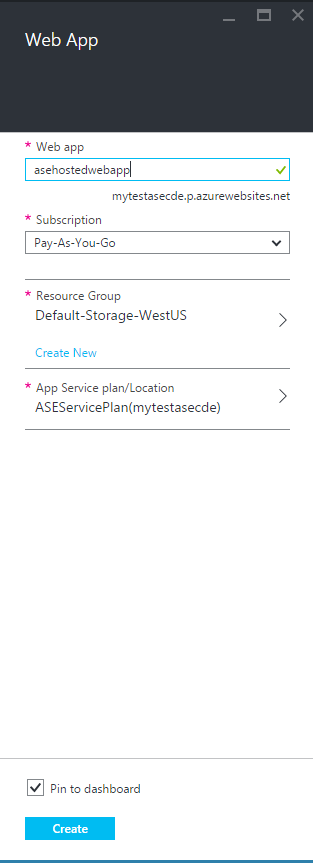 Web App
* Web app
asehostedwebapp
mytestasecde.p.azurewebsites.net
* Subscription
Pay-As-You-Go
* Resource Group
Default-Storage-WestUS
Create New
* App Service plan/Location
ASEServicePlan(mytestasecde)
Pin to dashboard
Create